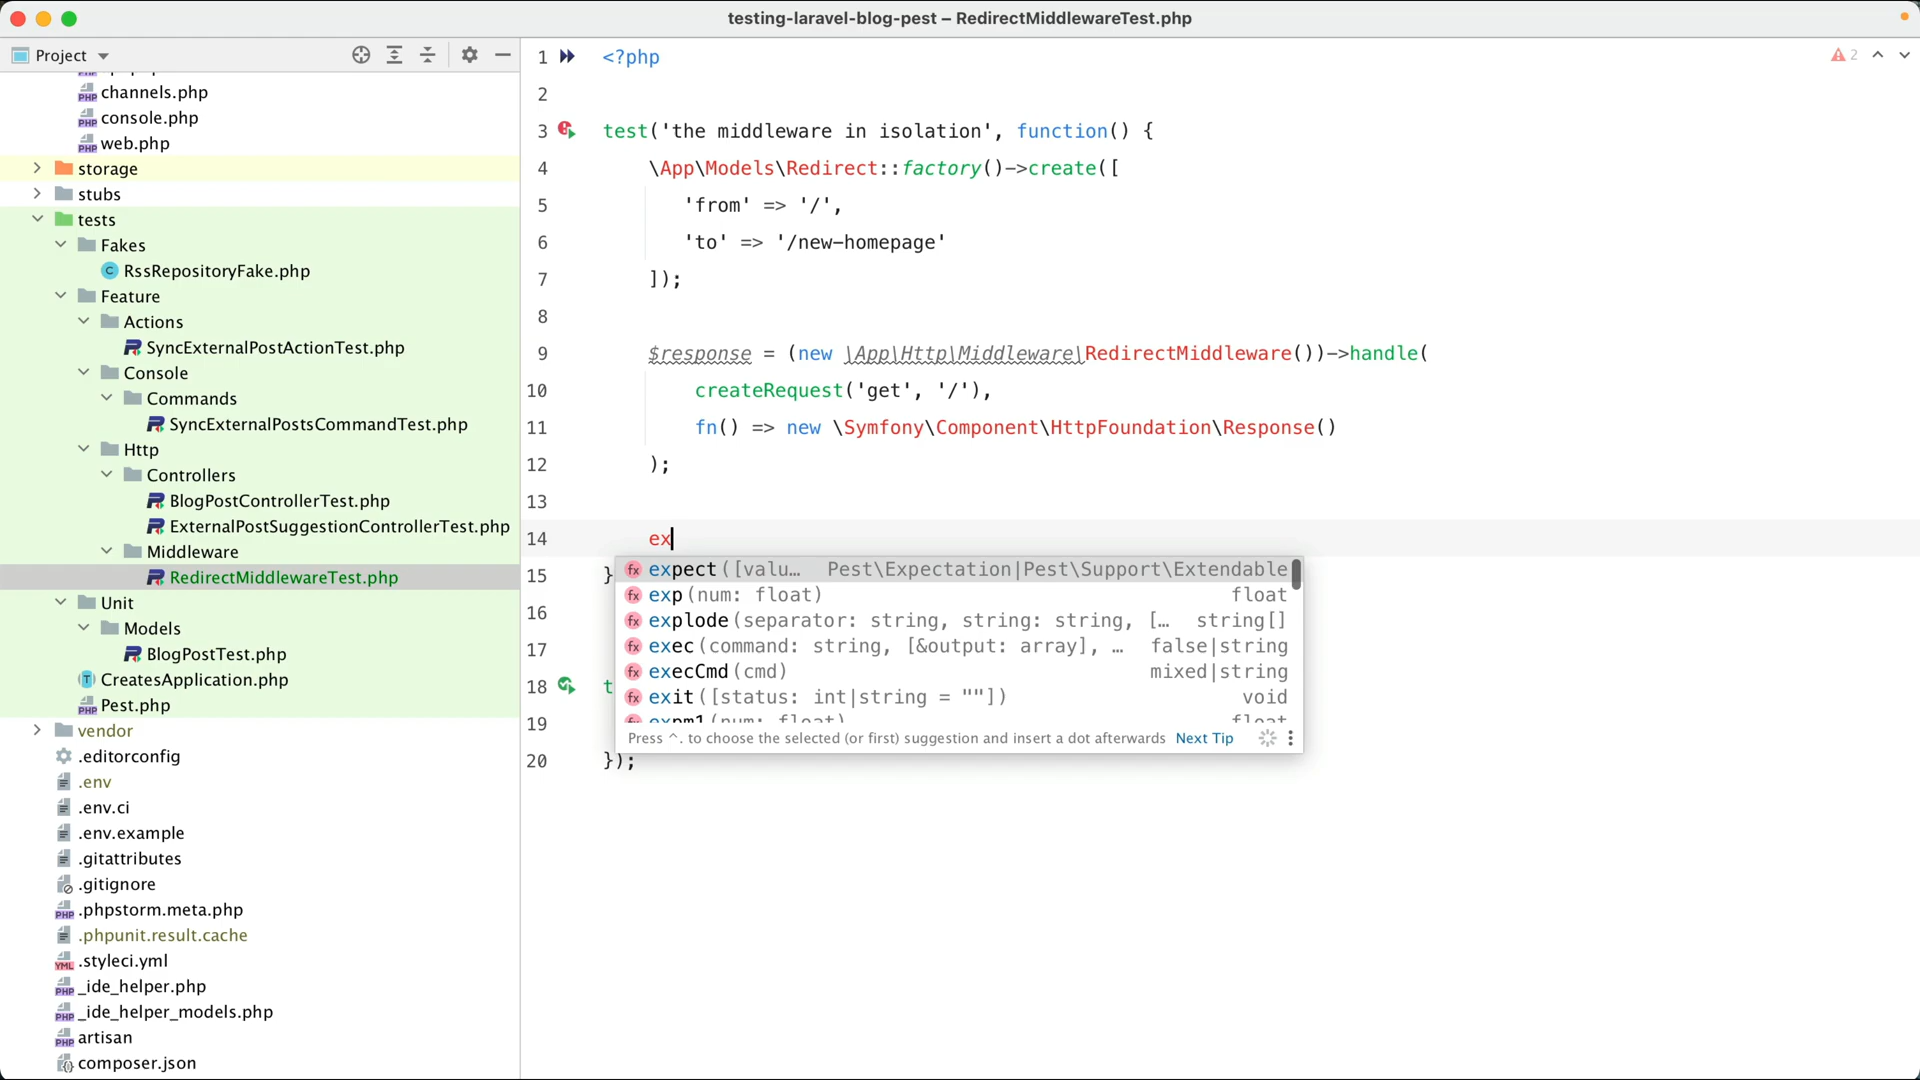 testing-laravel-blog-pest – RedirectMiddlewareTest.php
Project
channels.php
console.php
web.php
storage
stubs
tests
Fakes
RssRepositoryFake.php
Feature
Actions
SyncExternalPostActionTest.php
Console
Commands
SyncExternalPostsCommandTest.php
Http
Controllers
BlogPostControllerTest.php
ExternalPostSuggestionControllerTest.php
Middleware
RedirectMiddlewareTest.php
Unit
Models
BlogPostTest.php
CreatesApplication.php
Pest.php
vendor
.editorconfig
.env
.env.ci
.env.example
.gitattributes
.gitignore
.phpstorm.meta.php
.phpunit.result.cache
.styleci.yml
_ide_helper.php
_ide_helper_models.php
artisan
composer.json
2
1 <?php
2
3 test('the middleware in isolation', function() {
4 \App\Models\Redirect::factory()->create([
5 'from' => '/',
6 'to' => '/new-homepage'
7 ]);
8
9 $response = (new \App\Http\Middleware\RedirectMiddleware())->handle(
10 createRequest('get', '/'),
11 fn() => new \Symfony\Component\HttpFoundation\Response()
12 );
13
14 ex
15 }
16
17
18 t
19
20 });
expect([valu… Pest\Expectation|Pest\Support\Extendable
exp(num: float) float
explode(separator: string, string: string, [… string[]
exec(command: string, [&output: array], … false|string
execCmd(cmd) mixed|string
exit([status: int|string = ""]) void
expm1(num: float) float
Press ^. to choose the selected (or first) suggestion and insert a dot afterwards Next Tip